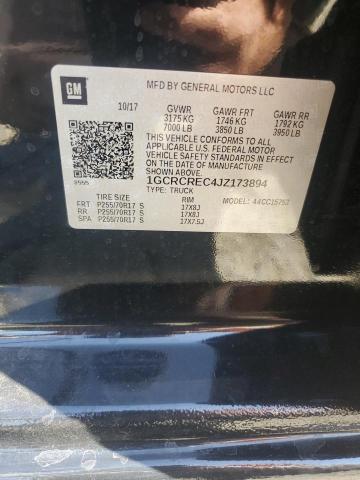 GM
MFD BY GENERAL MOTORS LLC
10/17 GVWR GAWR FRT GAWR RR
3175 KG 1746 KG 1792 KG
7000 LB 3850 LB 3950 LB
THIS VEHICLE CONFORMS TO ALL
APPLICABLE U.S. FEDERAL MOTOR
VEHICLE SAFETY STANDARDS IN EFFECT ON
THE DATE OF MANUFACTURE SHOWN ABOVE.
1GCRCREC4JZ173894
TYPE: TRUCK MODEL:
TIRE SIZE RIM
FRT P255/70R17 S 17X8J
RR P255/70R17 S 17X8J
SPA P255/70R17 S 17X7.5J